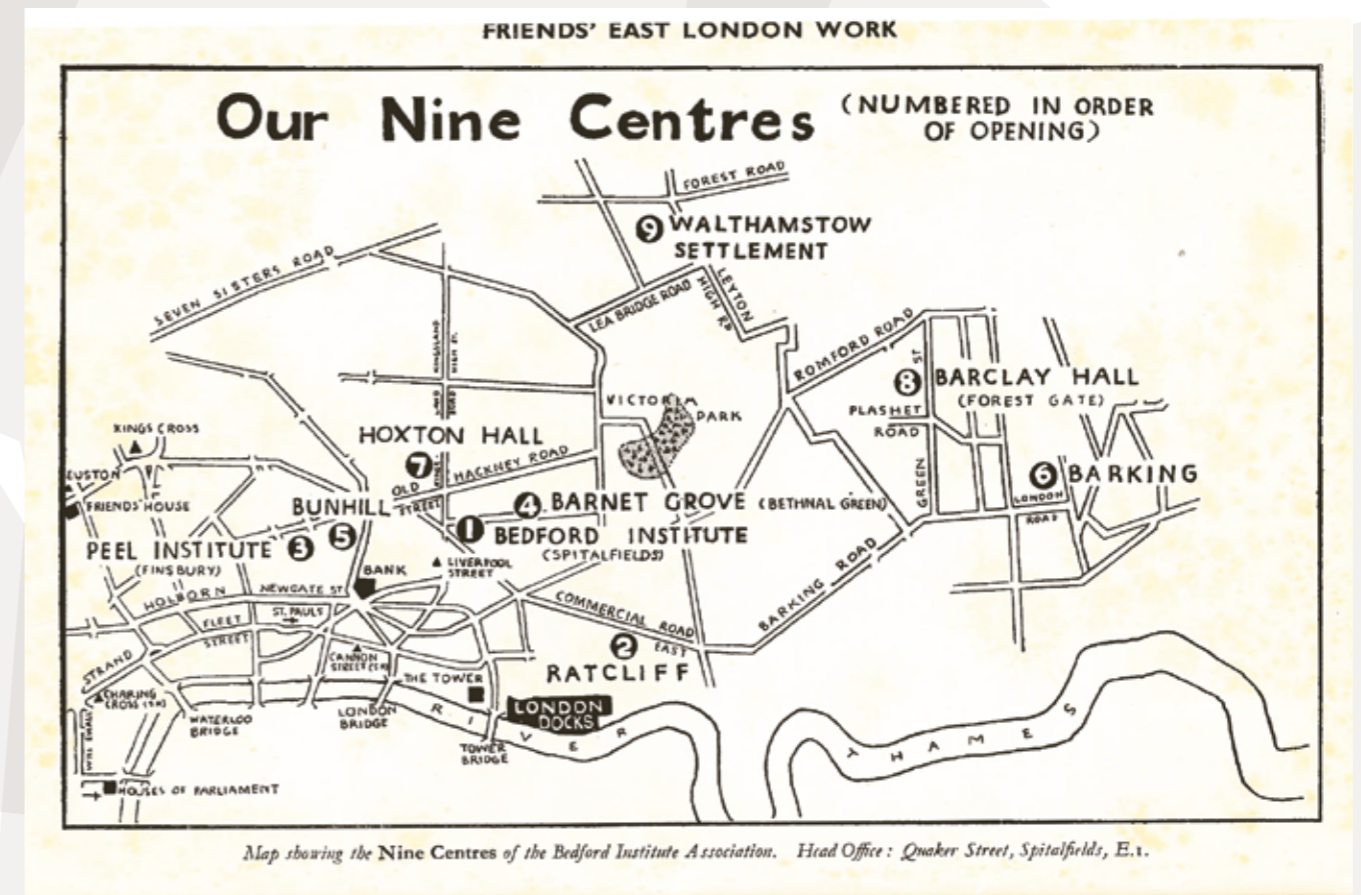 FRIENDS' EAST LONDON WORK
Our Nine Centres
(NUMBERED IN ORDER
OF OPENING)
FOREST ROAD
9 WALTHAMSTOW
SETTLEMENT
SEVEN SISTERS ROAD
LEA BRIDGE ROAD
LEYTON
HIGH RD
KINGSLAND
HIGH ST.
ROMFORD ROAD
8 BARCLAY HALL
(FOREST GATE)
GREEN ST
PLASHET
ROAD
VICTORIA
PARK
KINGS CROSS
HOXTON HALL
7
HACKNEY ROAD
EUSTON
FRIENDS' HOUSE
OLD
STREET
6 BARKING
LONDON
ROAD
BUNHILL
5
4 BARNET GROVE (BETHNAL GREEN)
1 BEDFORD INSTITUTE
(SPITALFIELDS)
PEEL INSTITUTE 3
(FINSBURY)
LIVERPOOL
STREET
BANK
HOLBORN
NEWGATE ST
ST. PAULS
FLEET
STREET
COMMERCIAL ROAD
EAST
BARKING ROAD
2
RATCLIFF
STRAND
CANNON
STREET
THE TOWER
CHARING
CROSS
LONDON
DOCKS
WATERLOO
BRIDGE
LONDON
BRIDGE
TOWER
BRIDGE
RIVER THAMES
HOUSES OF PARLIAMENT
Map showing the Nine Centres of the Bedford Institute Association. Head Office: Quaker Street, Spitalfields, E.1.